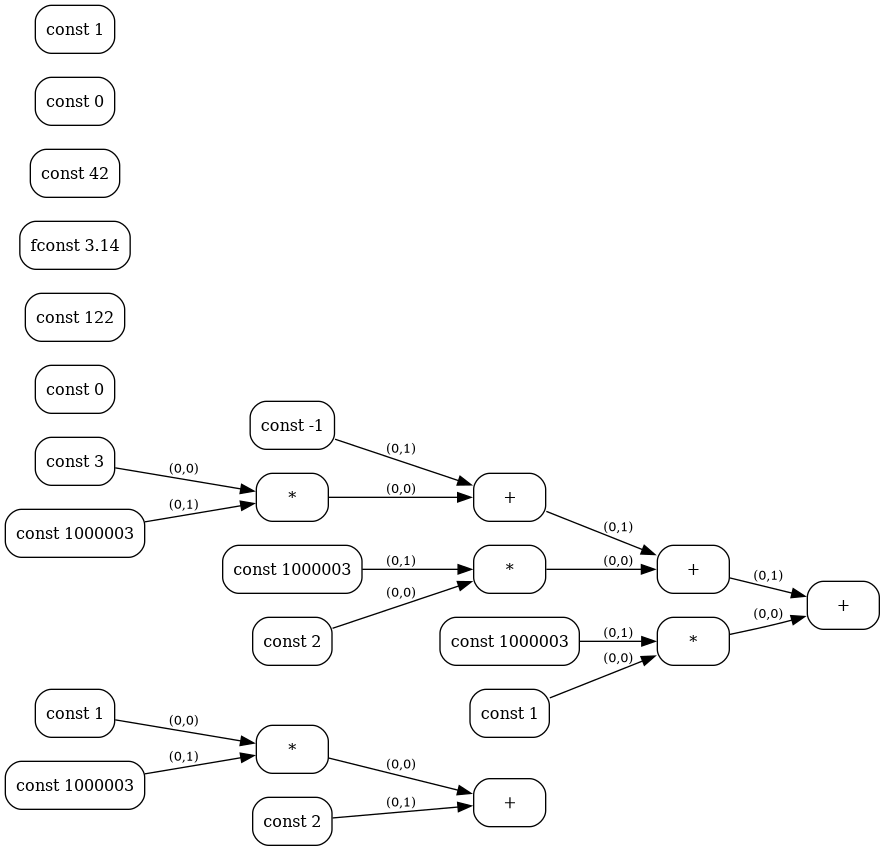 const 1
const 0
const 42
fconst 3.14
const 122
const 0
const -1
(0,1)
const 3
(0,0)
*
(0,0)
+
(0,1)
const 1000003
(0,1)
const 1000003
(0,1)
*
(0,0)
+
(0,1)
(0,0)
+
(0,0)
const 2
const 1000003
(0,1)
*
(0,0)
const 1
const 1
(0,0)
*
(0,0)
const 1000003
(0,1)
const 2
(0,1)
+